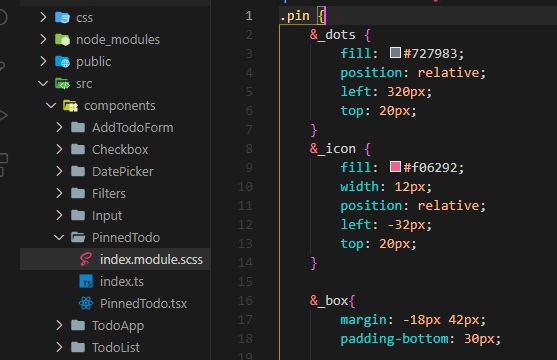 css
node_modules
public
src
components
AddTodoForm
Checkbox
DatePicker
Filters
Input
PinnedTodo
index.module.scss
TS index.ts
PinnedTodo.tsx
TodoApp
TodoList
1 .pin {
2 &_dots {
3 fill: #727983;
4 position: relative;
5 left: 320px;
6 top: 20px;
7 }
8 &_icon {
9 fill: #f06292;
10 width: 12px;
11 position: relative;
12 left: -32px;
13 top: 20px;
14 }
15
16 &_box{
17 margin: -18px 42px;
18 padding-bottom: 30px;